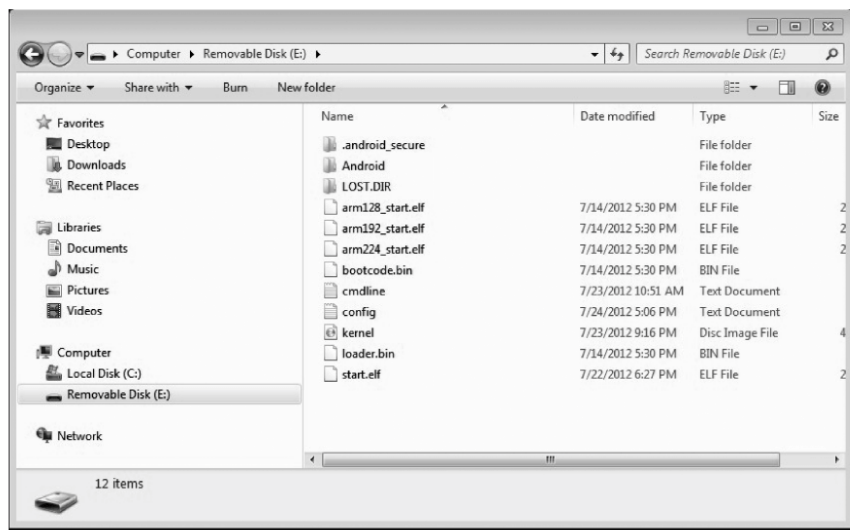 Computer Removable Disk (E:) Search Removable Disk (E:)
Organize Share with Burn New folder
Favorites
Desktop
Downloads
Recent Places
Libraries
Documents
Music
Pictures
Videos
Computer
Local Disk (C:)
Removable Disk (E:)
Network
Name Date modified Type Size
.android_secure File folder
Android File folder
LOST.DIR File folder
arm128_start.elf 7/14/2012 5:30 PM ELF File 2
arm192_start.elf 7/14/2012 5:30 PM ELF File 2
arm224_start.elf 7/14/2012 5:30 PM ELF File 2
bootcode.bin 7/14/2012 5:30 PM BIN File
cmdline 7/23/2012 10:51 AM Text Document
config 7/24/2012 5:06 PM Text Document
kernel 7/23/2012 9:16 PM Disc Image File 4
loader.bin 7/14/2012 5:30 PM BIN File
start.elf 7/22/2012 6:27 PM ELF File 2
12 items